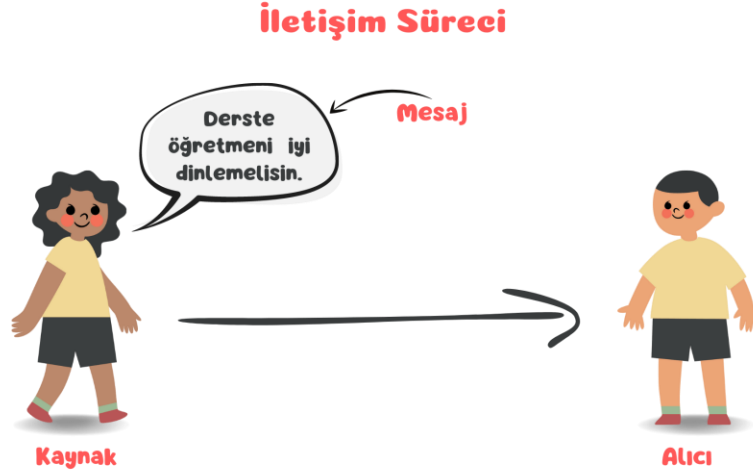 İletişim Süreci
Derste
öğretmeni iyi
dinlemelisin.
Mesaj
Kaynak
Alıcı